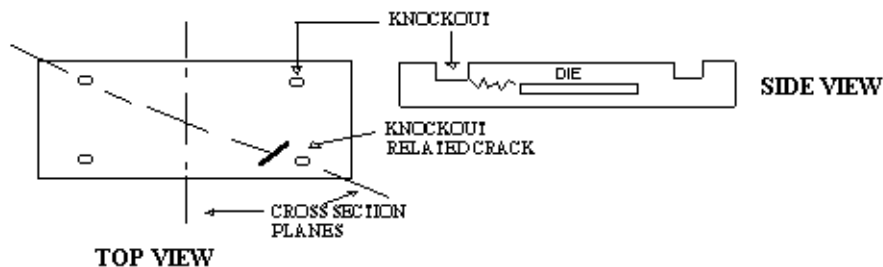 KNOCKOUT
DIE
SIDE VIEW
KNOCKOUT
RELATED CRACK
CROSS SECTION
PLANES
TOP VIEW